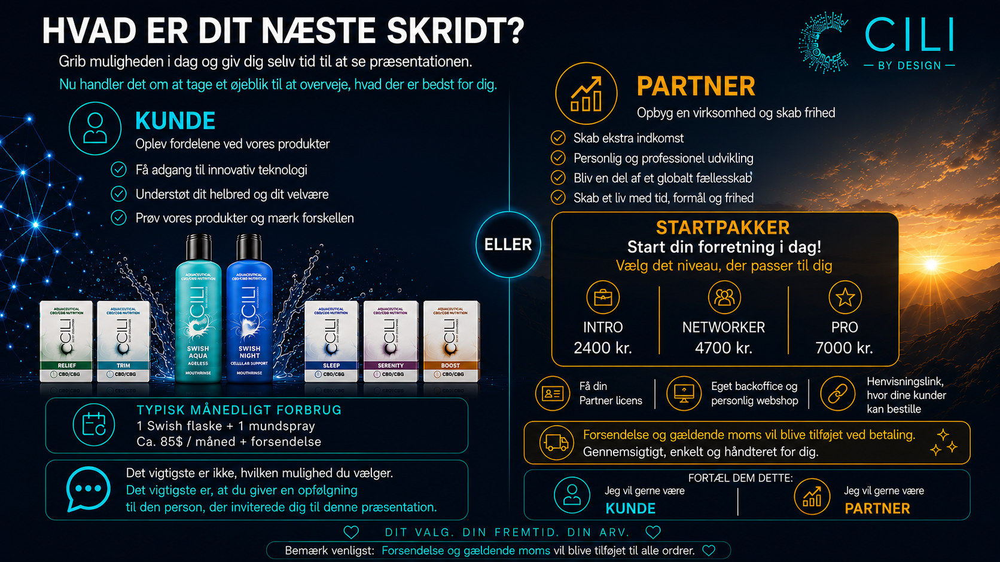 HVAD ER DIT NÆSTE SKRIDT?
Grib muligheden i dag og giv dig selıv tid til at se præsentationen.
Nu handler det om at tage et øjeblik til at overveje, hvad der er bedst for dig.
CILI
BY DESIGN
KUNDE
Oplev fordelene ved vores produkter
Få adgang til innovativ teknologi
Understøt dit helbred og dit velvære
Prøv vores produkter og mærk forskellen
AQUACEUTICAL
CBD/CBG NUTRITION
CILI
RELIEF
CBD/CBG
AQUACEUTICAL
CBD/CBG NUTRITION
CILI
TRIM
CBD/CBG
AQUACEUTICAL
CBD/CBG NUTRITION
CILI
SWISH
AQUA
AGELESS
MOUTHRINSE
AQUACEUTICAL
CBD/CBG NUTRITION
CILI
SWISH
NIGHT
CELLULAR SUPPORT
MOUTHRINSE
AQUACEUTICAL
CBD/CBG NUTRITION
CILI
SLEEP
CBD/CBG
AQUACEUTICAL
CBD/CBG NUTRITION
CILI
SERENITY
CBD/CBG
AQUACEUTICAL
CBD/CBG NUTRITION
CILI
BOOST
CBD/CBG
TYPISK MÅNEDLIGT FORBRUG
1 Swish flaske + 1 mundspray
Ca. 85$ / måned + forsendelse
Det vigtigste er ikke, hvilken mulighed du vælger.
Det vigtigste er, at du giver en opfølgning
til den person, der inviterede dig til denne præsentation.
ELLER
PARTNER
Opbyg en virksomhed og skab frihed
Skab ekstra indkomst
Personlig og professionel udvikling
Bliv en del af et globalt fællesskab'
Skab et liv med tid, formål og frihed
STARTPAKKER
Start din forretning i dag!
Vælg det niveau, der passer til dig
INTRO
2400 kr.
NETWORKER
4700 kr.
PRO
7000 kr.
Få din
Partner licens
Eget backoffice og
personlig webshop
Henvisningslink,
hvor dine kunder
kan bestille
Forsendelse og gældende moms vil blive tilføjet ved betaling.
Gennemsigtigt, enkelt og håndteret for dig.
FORTÆL DEM DETTE:
Jeg vil gerne være
KUNDE
Jeg vil gerne være
PARTNER
DIT VALG. DIN FREMTID. DIN ARV.
Bemærk venligst: Forsendelse og gældende moms vil blive tilføjet til alle ordrer.